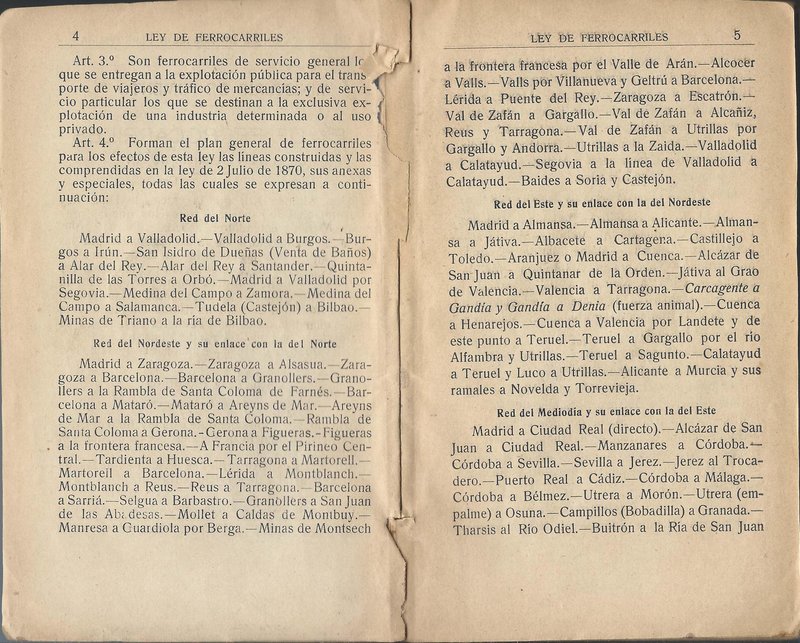 4 LEY DE FERROCARRILES
Art. 3.º Son ferrocarriles de servicio general lo
que se entregan a la explotación pública para el trans
porte de viajeros y tráfico de mercancías; y de servi-
cio particular los que se destinan a la exclusiva ex-
plotación de una industria determinada o al uso
privado.
Art. 4.º Forman el plan general de ferrocarriles
para los efectos de esta ley las líneas construidas y las
comprendidas en la ley de 2 Julio de 1870, sus anexas
y especiales, todas las cuales se expresan a conti-
nuación:
Red del Norte
Madrid a Valladolid.—Valladolid a Burgos.—Bur-
gos a Irún.—San Isidro de Dueñas (Venta de Baños)
a Alar del Rey.—Alar del Rey a Santander.—Quinta-
nilla de las Torres a Orbó.—Madrid a Valladolid por
Segovia.—Medina del Campo a Zamora.—Medina del
Campo a Salamanca.—Tudela (Castejón) a Bilbao.—
Minas de Triano a la ría de Bilbao.
Red del Nordeste y su enlace con la del Norte
Madrid a Zaragoza.—Zaragoza a Alsasua.—Zara-
goza a Barcelona.—Barcelona a Granollers.—Grano-
llers a la Rambla de Santa Coloma de Farnés.—Bar-
celona a Mataró.—Mataró a Areyns de Mar.—Areyns
de Mar a la Rambla de Santa Coloma.—Rambla de
Santa Coloma a Gerona.-Gerona a Figueras.-Figueras
a la frontera francesa.—A Francia por el Pirineo Cen-
tral.—Tardienta a Huesca.—Tarragona a Martorell.—
Martorell a Barcelona.—Lérida a Montblanch.—
Montblanch a Reus.—Reus a Tarragona.—Barcelona
a Sarriá.—Selgua a Barbastro.—Granollers a San Juan
de las Abadesas.—Mollet a Caldas de Montbuy.—
Manresa a Guardiola por Berga.—Minas de Montsech
LEY DE FERROCARRILES 5
a la frontera francesa por el Valle de Arán.—Alcocer
a Valls.—Valls por Villanueva y Geltrú a Barcelona.—
Lérida a Puente del Rey.—Zaragoza a Escatrón.—
Val de Zafán a Gargallo.—Val de Zafán a Alcañiz,
Reus y Tarragona.—Val de Zafán a Utrillas por
Gargallo y Andorra.—Utrillas a la Zaida.—Valladolid
a Calatayud.—Segovia a la linea de Valladolid a
Calatayud.—Baides a Soria y Castejón.
Red del Este y su enlace con la del Nordeste
Madrid a Almansa.—Almansa a Alicante.—Alman-
sa a Játiva.—Albacete a Cartagena.—Castillejo a
Toledo.—Aranjuez o Madrid a Cuenca.—Alcázar de
San Juan a Quintanar de la Orden.—Játiva al Grao
de Valencia.—Valencia a Tarragona.—Carcagente a
Gandía y Gandía a Denia (fuerza animal).—Cuenca
a Henarejos.—Cuenca a Valencia por Landete y de
este punto a Teruel.—Teruel a Gargallo por el rio
Alfambra y Utrillas.—Teruel a Sagunto.—Calatayud
a Teruel y Luco a Utrillas.—Alicante a Murcia y sus
ramales a Novelda y Torrevieja.
Red del Mediodía y su enlace con la del Este
Madrid a Ciudad Real (directo).—Alcázar de San
Juan a Ciudad Real.—Manzanares a Córdoba.—
Córdoba a Sevilla.—Sevilla a Jerez.—Jerez al Troca-
dero.—Puerto Real a Cádiz.—Córdoba a Málaga.—
Córdoba a Bélmez.—Utrera a Morón.—Utrera (em-
palme) a Osuna.—Campillos (Bobadilla) a Granada.—
Tharsis al Río Odiel.—Buitrón a la Ría de San Juan